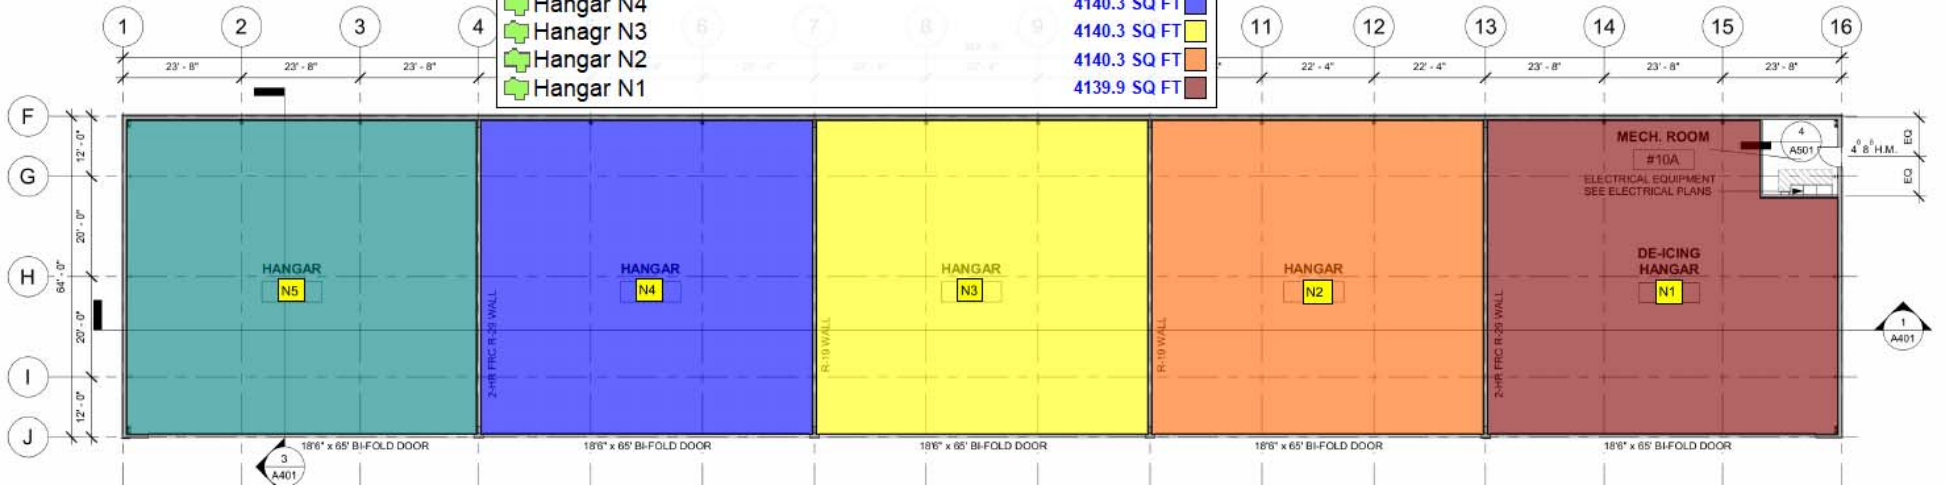 Hangar N4 4140.3 SQ FT
Hanagr N3 4140.3 SQ FT
Hangar N2 4140.3 SQ FT
Hangar N1 4139.9 SQ FT
1 2 3 4 6 7 8 9 11 12 13 14 15 16
23' - 8" 23' - 8" 23' - 8" 22' - 4" 22' - 4" 23' - 8" 23' - 8" 23' - 8"
F
G
H
I
J
12' - 0"
20' - 0"
64' - 0"
20' - 0"
12' - 0"
MECH. ROOM
#10A
ELECTRICAL EQUIPMENT
SEE ELECTRICAL PLANS
4
A501
4⁰ 8⁰ H.M.
EQ
EQ
HANGAR
N5
HANGAR
N4
HANGAR
N3
HANGAR
N2
DE-ICING
HANGAR
N1
2-HR FRC R-29 WALL
R-19 WALL
R-19 WALL
2-HR FRC R-29 WALL
1
A401
18'6" x 65' BI-FOLD DOOR
18'6" x 65' BI-FOLD DOOR
18'6" x 65' BI-FOLD DOOR
18'6" x 65' BI-FOLD DOOR
18'6" x 65' BI-FOLD DOOR
3
A401